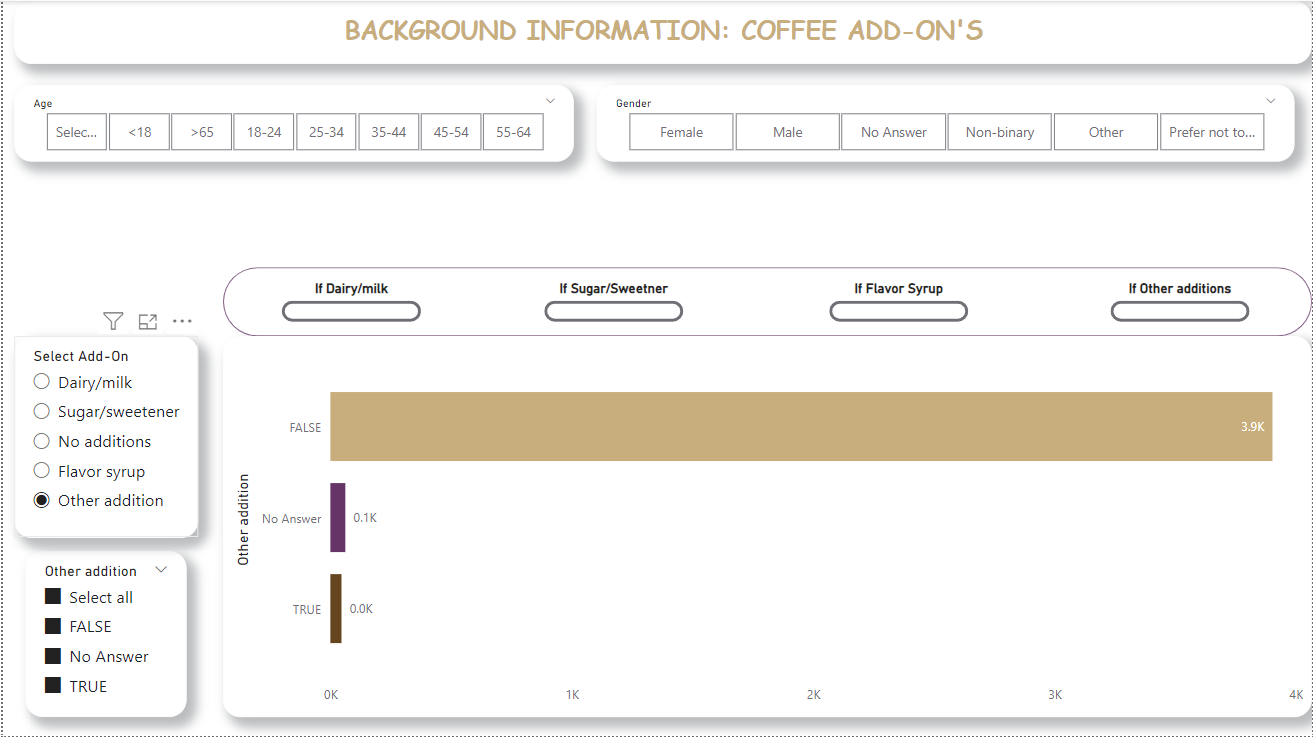 BACKGROUND INFORMATION: COFFEE ADD-ON'S
Age
Selec... <18 >65 18-24 25-34 35-44 45-54 55-64
Gender
Female Male No Answer Non-binary Other Prefer not to...
If Dairy/milk If Sugar/Sweetner If Flavor Syrup If Other additions
Select Add-On
Dairy/milk
Sugar/sweetener
No additions
Flavor syrup
Other addition
Other addition
Select all
FALSE
No Answer
TRUE
Other addition
FALSE 3.9K
No Answer 0.1K
TRUE 0.0K
0K 1K 2K 3K 4K